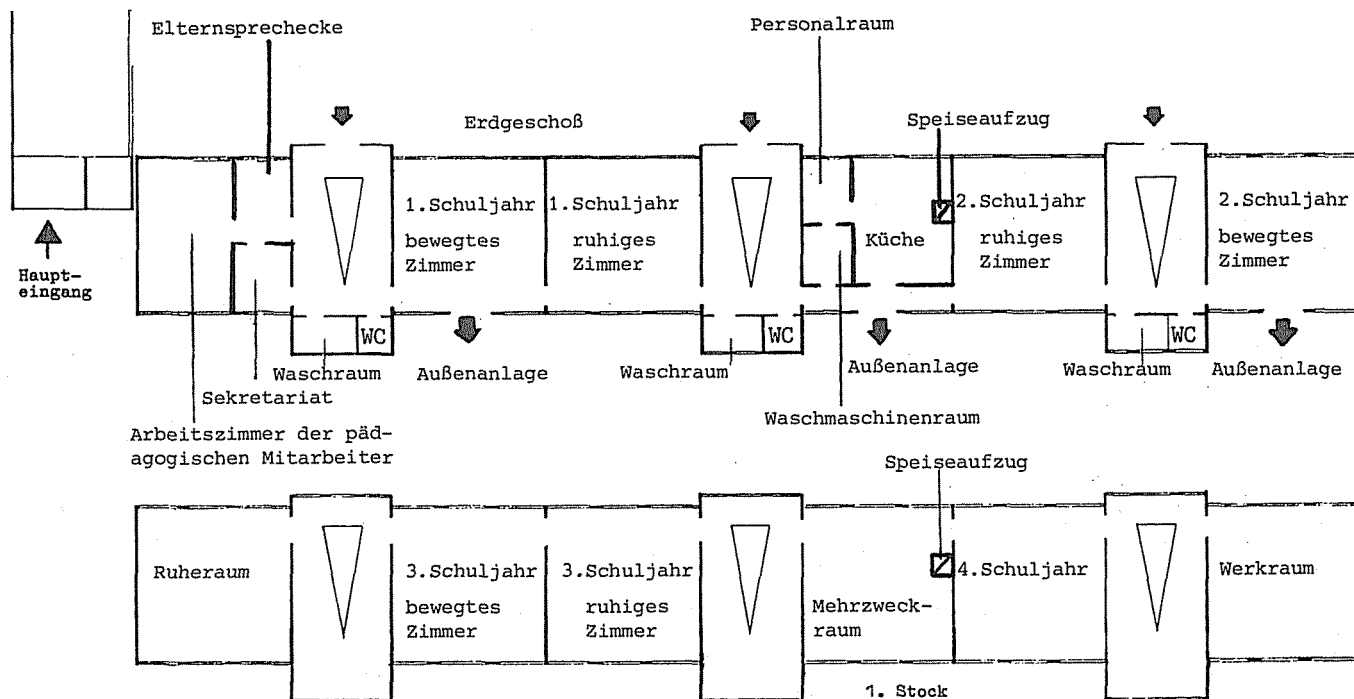 Elternsprechecke
Personalraum
Erdgeschoß
Speiseaufzug
1.Schuljahr
bewegtes
Zimmer
1.Schuljahr
ruhiges
Zimmer
Küche
2.Schuljahr
ruhiges
Zimmer
2.Schuljahr
bewegtes
Zimmer
Haupt-
eingang
WC
WC
WC
Waschraum
Außenanlage
Waschraum
Außenanlage
Waschraum
Außenanlage
Sekretariat
Waschmaschinenraum
Arbeitszimmer der päd-
agogischen Mitarbeiter
Speiseaufzug
Ruheraum
3.Schuljahr
bewegtes
Zimmer
3.Schuljahr
ruhiges
Zimmer
Mehrzweck-
raum
4.Schuljahr
Werkraum
1. Stock